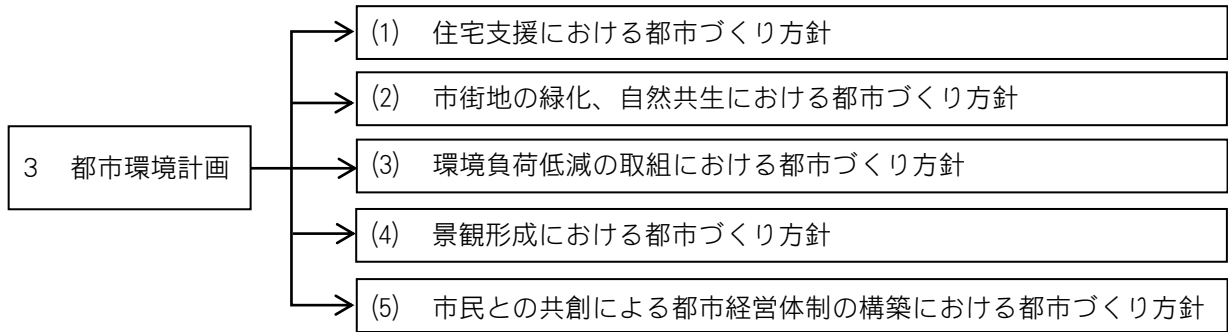 (1) 住宅支援における都市づくり方針
(2) 市街地の緑化、自然共生における都市づくり方針
3 都市環境計画
(3) 環境負荷低減の取組における都市づくり方針
(4) 景観形成における都市づくり方針
(5) 市民との共創による都市経営体制の構築における都市づくり方針